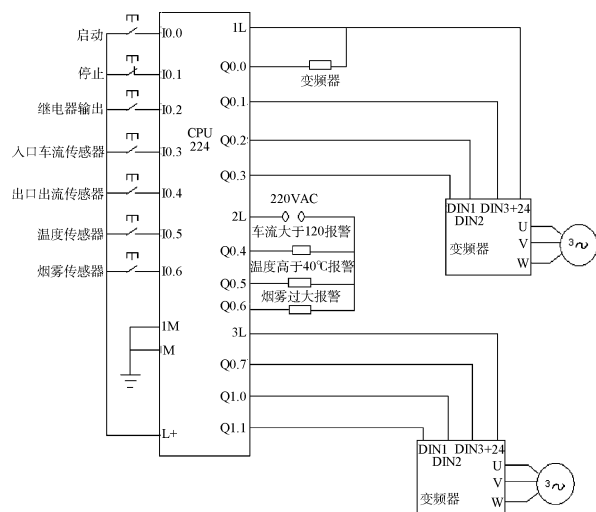 启动
停止
继电器输出
入口车流传感器
出口出流传感器
温度传感器
烟雾传感器
I0.0
I0.1
I0.2
I0.3
I0.4
I0.5
I0.6
1M
M
L+
CPU
224
1L
Q0.0
Q0.1
Q0.2
Q0.3
2L
Q0.4
Q0.5
Q0.6
3L
Q0.7
Q1.0
Q1.1
变频器
220VAC
车流大于120报警
温度高于40℃报警
烟雾过大报警
DIN1 DIN3+24
DIN2
U
变频器
V
W
3
DIN1 DIN3+24
DIN2
U
V
变频器
W
3